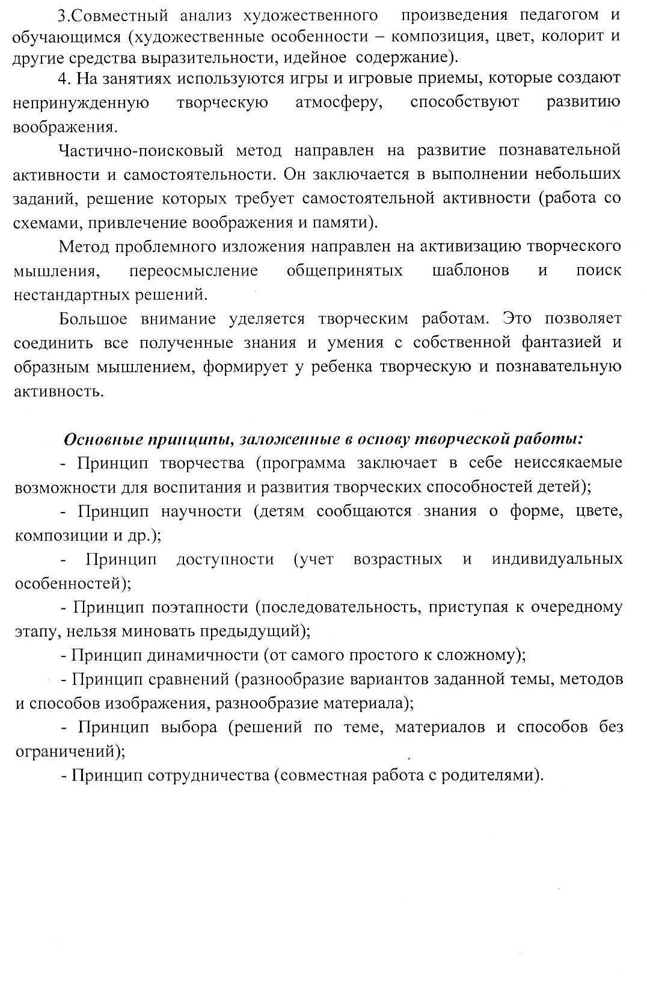 3.Совместный анализ художественного произведения педагогом и
обучающимся (художественные особенности – композиция, цвет, колорит и
другие средства выразительности, идейное содержание).
4. На занятиях используются игры и игровые приемы, которые создают
непринужденную творческую атмосферу, способствуют развитию
воображения.
Частично-поисковый метод направлен на развитие познавательной
активности и самостоятельности. Он заключается в выполнении небольших
заданий, решение которых требует самостоятельной активности (работа со
схемами, привлечение воображения и памяти).
Метод проблемного изложения направлен на активизацию творческого
мышления, переосмысление общепринятых шаблонов и поиск
нестандартных решений.
Большое внимание уделяется творческим работам. Это позволяет
соединить все полученные знания и умения с собственной фантазией и
образным мышлением, формирует у ребенка творческую и познавательную
активность.
Основные принципы, заложенные в основу творческой работы:
- Принцип творчества (программа заключает в себе неиссякаемые
возможности для воспитания и развития творческих способностей детей);
- Принцип научности (детям сообщаются знания о форме, цвете,
композиции и др.);
- Принцип доступности (учет возрастных и индивидуальных
особенностей);
- Принцип поэтапности (последовательность, приступая к очередному
этапу, нельзя миновать предыдущий);
- Принцип динамичности (от самого простого к сложному);
- Принцип сравнений (разнообразие вариантов заданной темы, методов
и способов изображения, разнообразие материала);
- Принцип выбора (решений по теме, материалов и способов без
ограничений);
- Принцип сотрудничества (совместная работа с родителями).